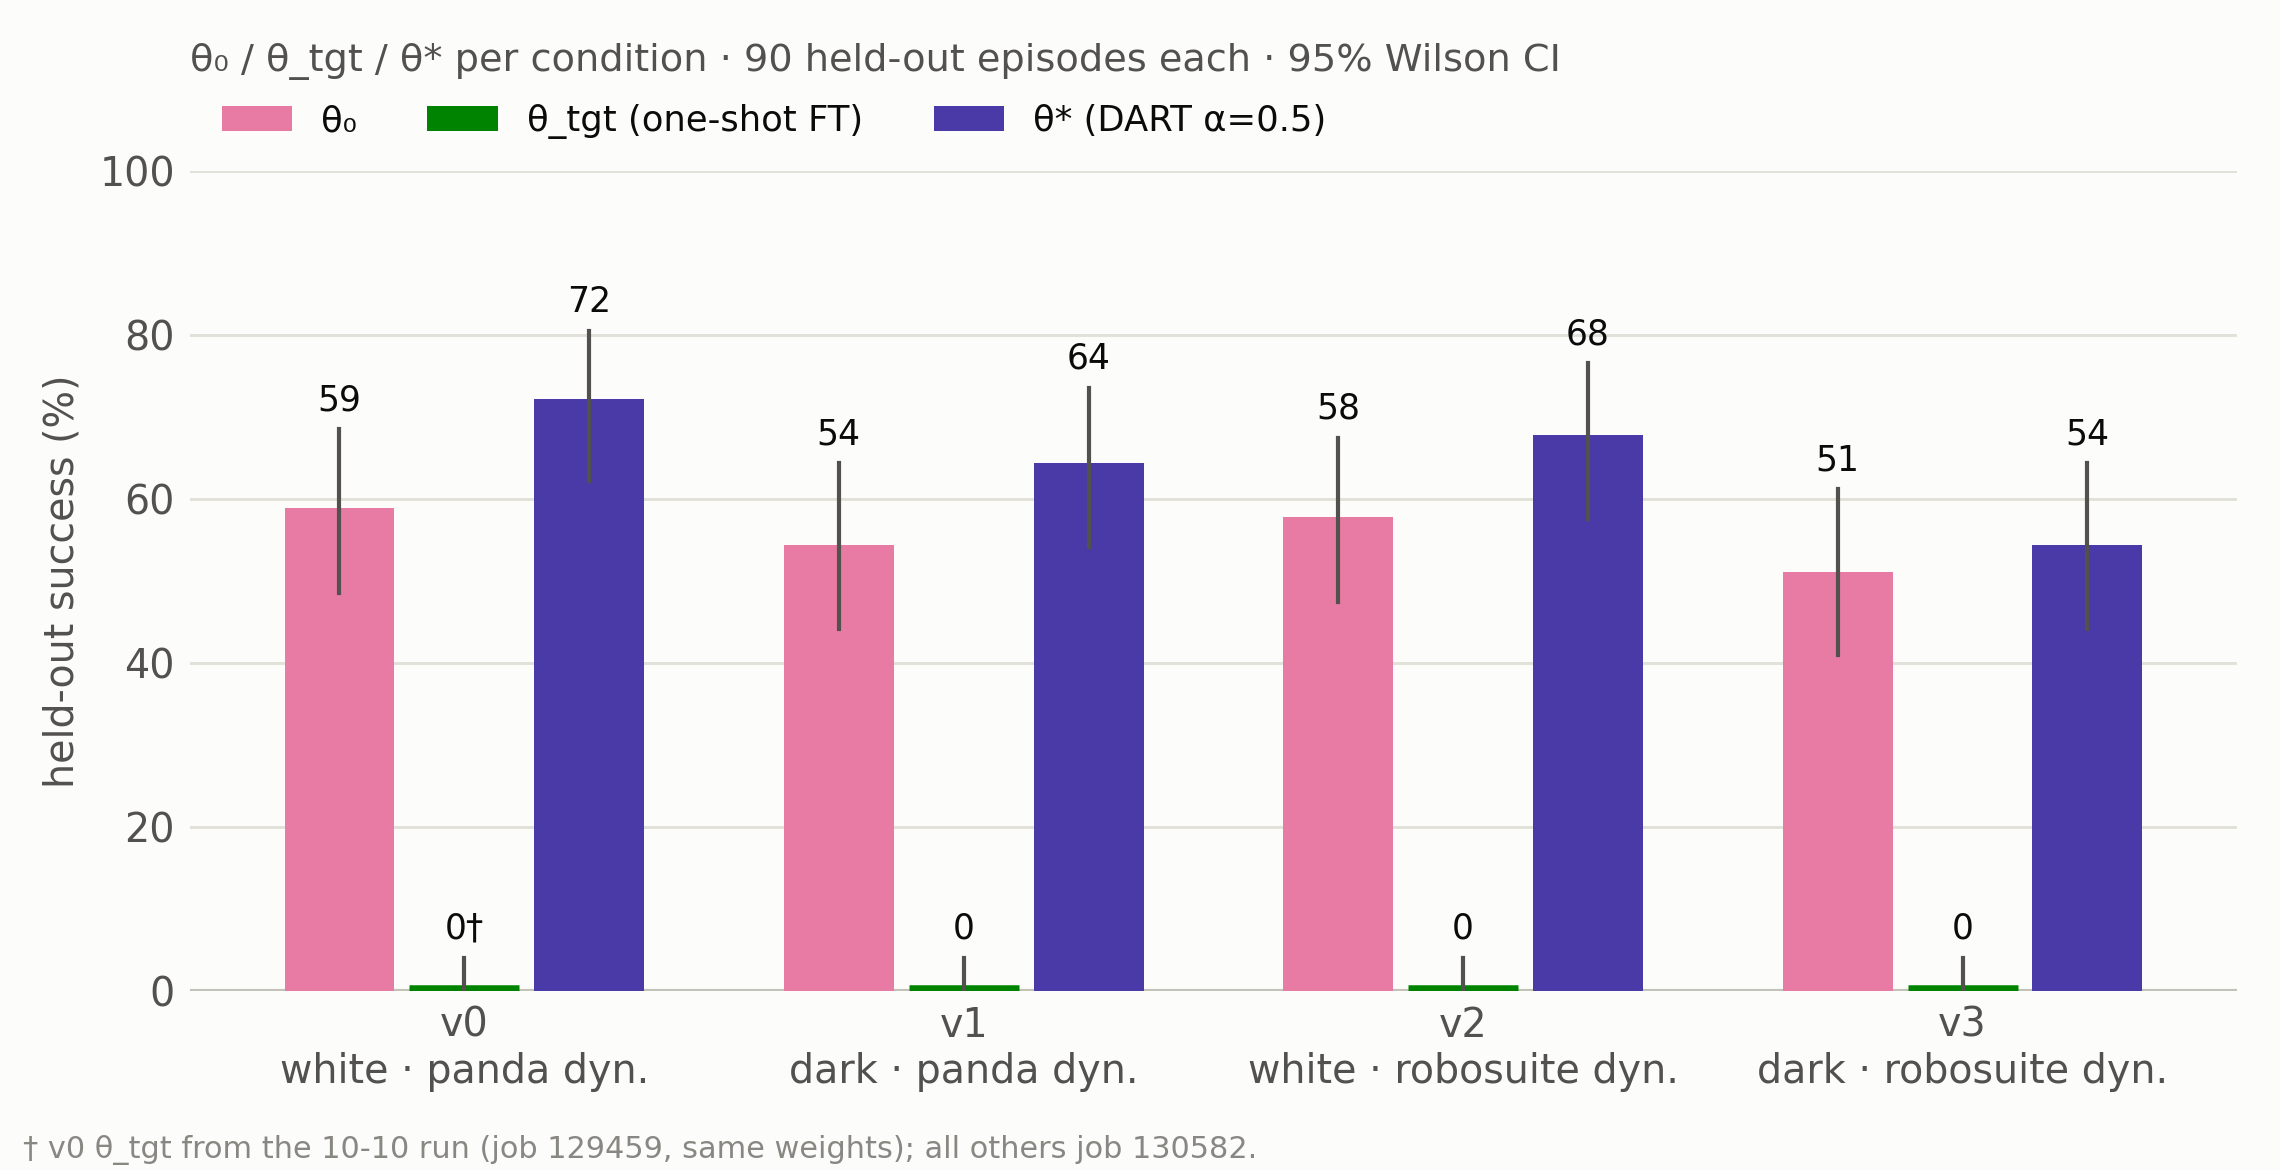 θ₀ / θ_tgt / θ* per condition · 90 held-out episodes each · 95% Wilson CI
θ₀ θ_tgt (one-shot FT) θ* (DART α=0.5)
100
80
60
40
20
0
held-out success (%)
59 0† 72
54 0 64
58 0 68
51 0 54
v0 v1 v2 v3
white · panda dyn. dark · panda dyn. white · robosuite dyn. dark · robosuite dyn.
† v0 θ_tgt from the 10-10 run (job 129459, same weights); all others job 130582.